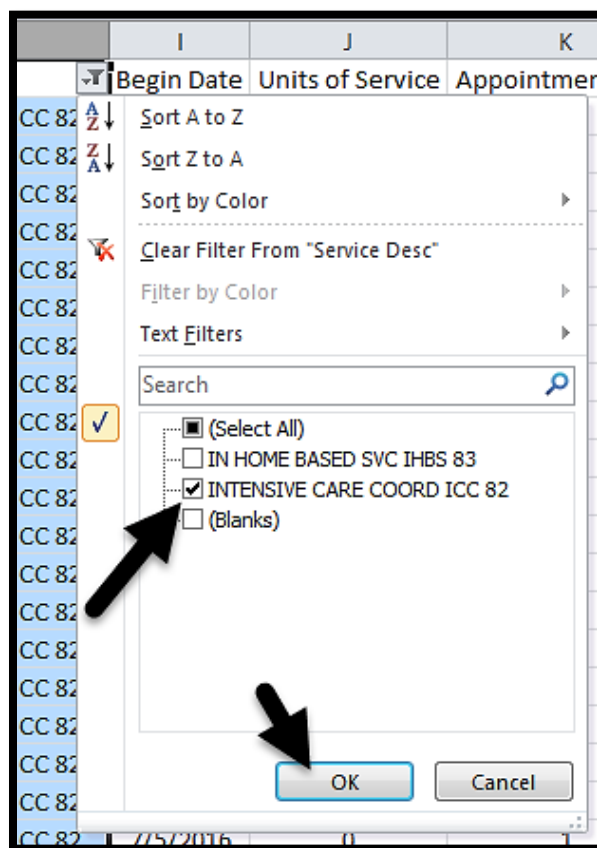 I J K
Begin Date Units of Service Appointmen
CC 82 Sort A to Z
CC 82 Sort Z to A
CC 82 Sort by Color
CC 82
Clear Filter From "Service Desc"
CC 82
Filter by Color
CC 82
CC 82 Text Filters
CC 82 Search
CC 82 (Select All)
CC 82 IN HOME BASED SVC IHBS 83
CC 82 INTENSIVE CARE COORD ICC 82
CC 82 (Blanks)
CC 82
CC 82
CC 82
CC 82
CC 82
CC 82 OK Cancel
CC 82
CC 82 7/5/2016 0 1